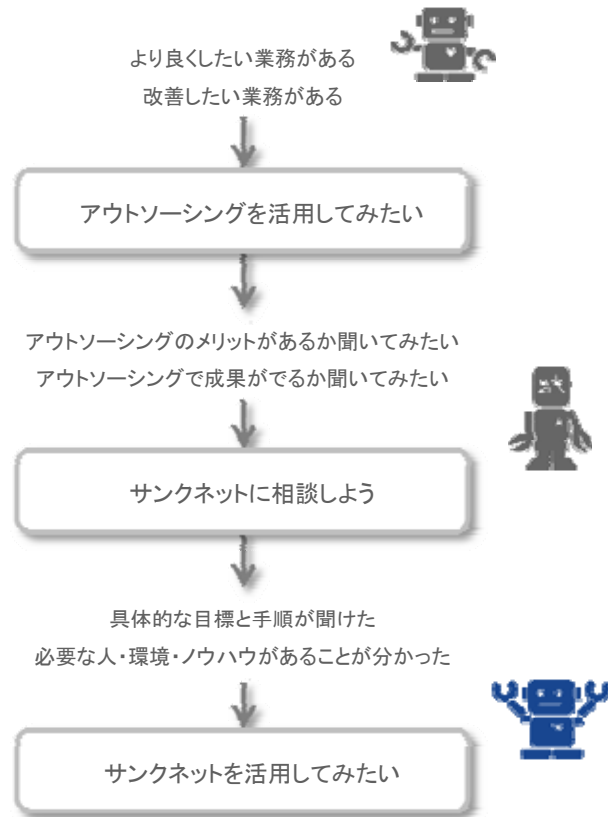 より良くしたい業務がある
改善したい業務がある
アウトソーシングを活用してみたい
アウトソーシングのメリットがあるか聞いてみたい
アウトソーシングで成果がでるか聞いてみたい
サンクネットに相談しよう
具体的な目標と手順が聞けた
必要な人・環境・ノウハウがあることが分かった
サンクネットを活用してみたい